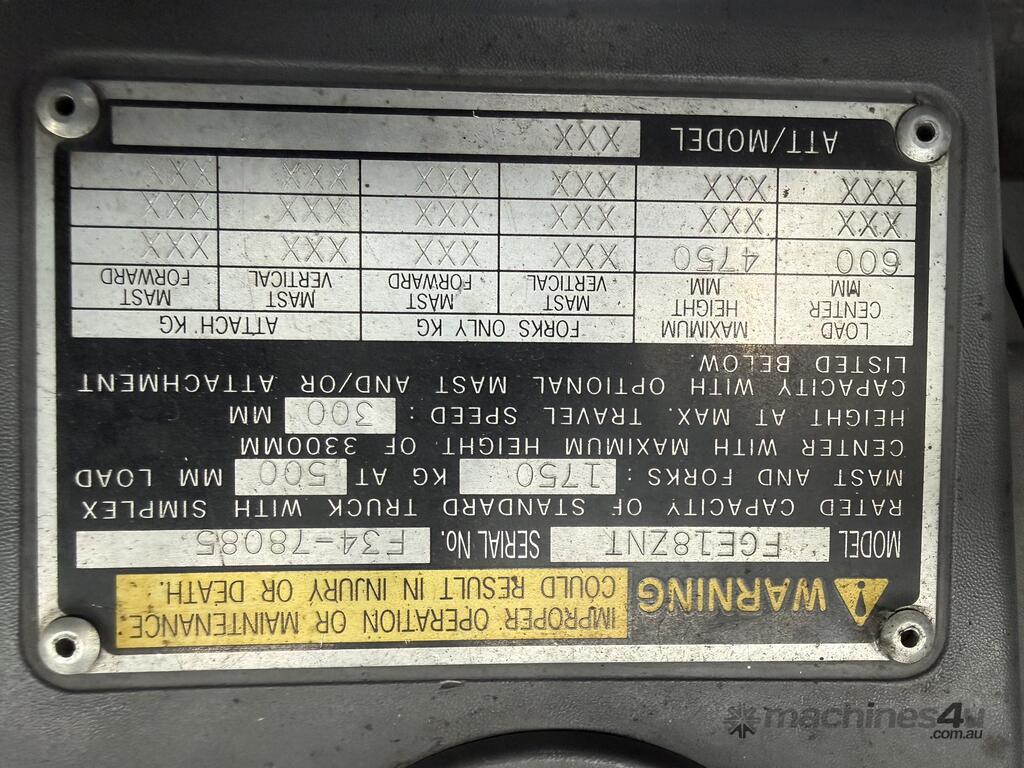 WARNING
IMPROPER OPERATION OR MAINTENANCE
COULD RESULT IN INJURY OR DEATH.
MODEL FGE18ZNT SERIAL No. F34-78085
RATED CAPACITY OF STANDARD TRUCK WITH SIMPLEX
MAST AND FORKS: 1750 KG AT 500 MM LOAD
CENTER WITH MAXIMUM HEIGHT OF 3300MM
HEIGHT AT MAX. TRAVEL SPEED: 300 MM
CAPACITY WITH OPTIONAL MAST AND/OR ATTACHMENT
LISTED BELOW.
LOAD CENTER MM MAXIMUM HEIGHT MM FORKS ONLY KG ATTACH. KG
MAST VERTICAL MAST FORWARD MAST VERTICAL MAST FORWARD
600 4750 XXX XXX XXX XXX
XXX XXX XXX XXX XXX XXX
XXX XXX XXX XXX XXX XXX
ATT/MODEL XXX
machines4u
.com.au